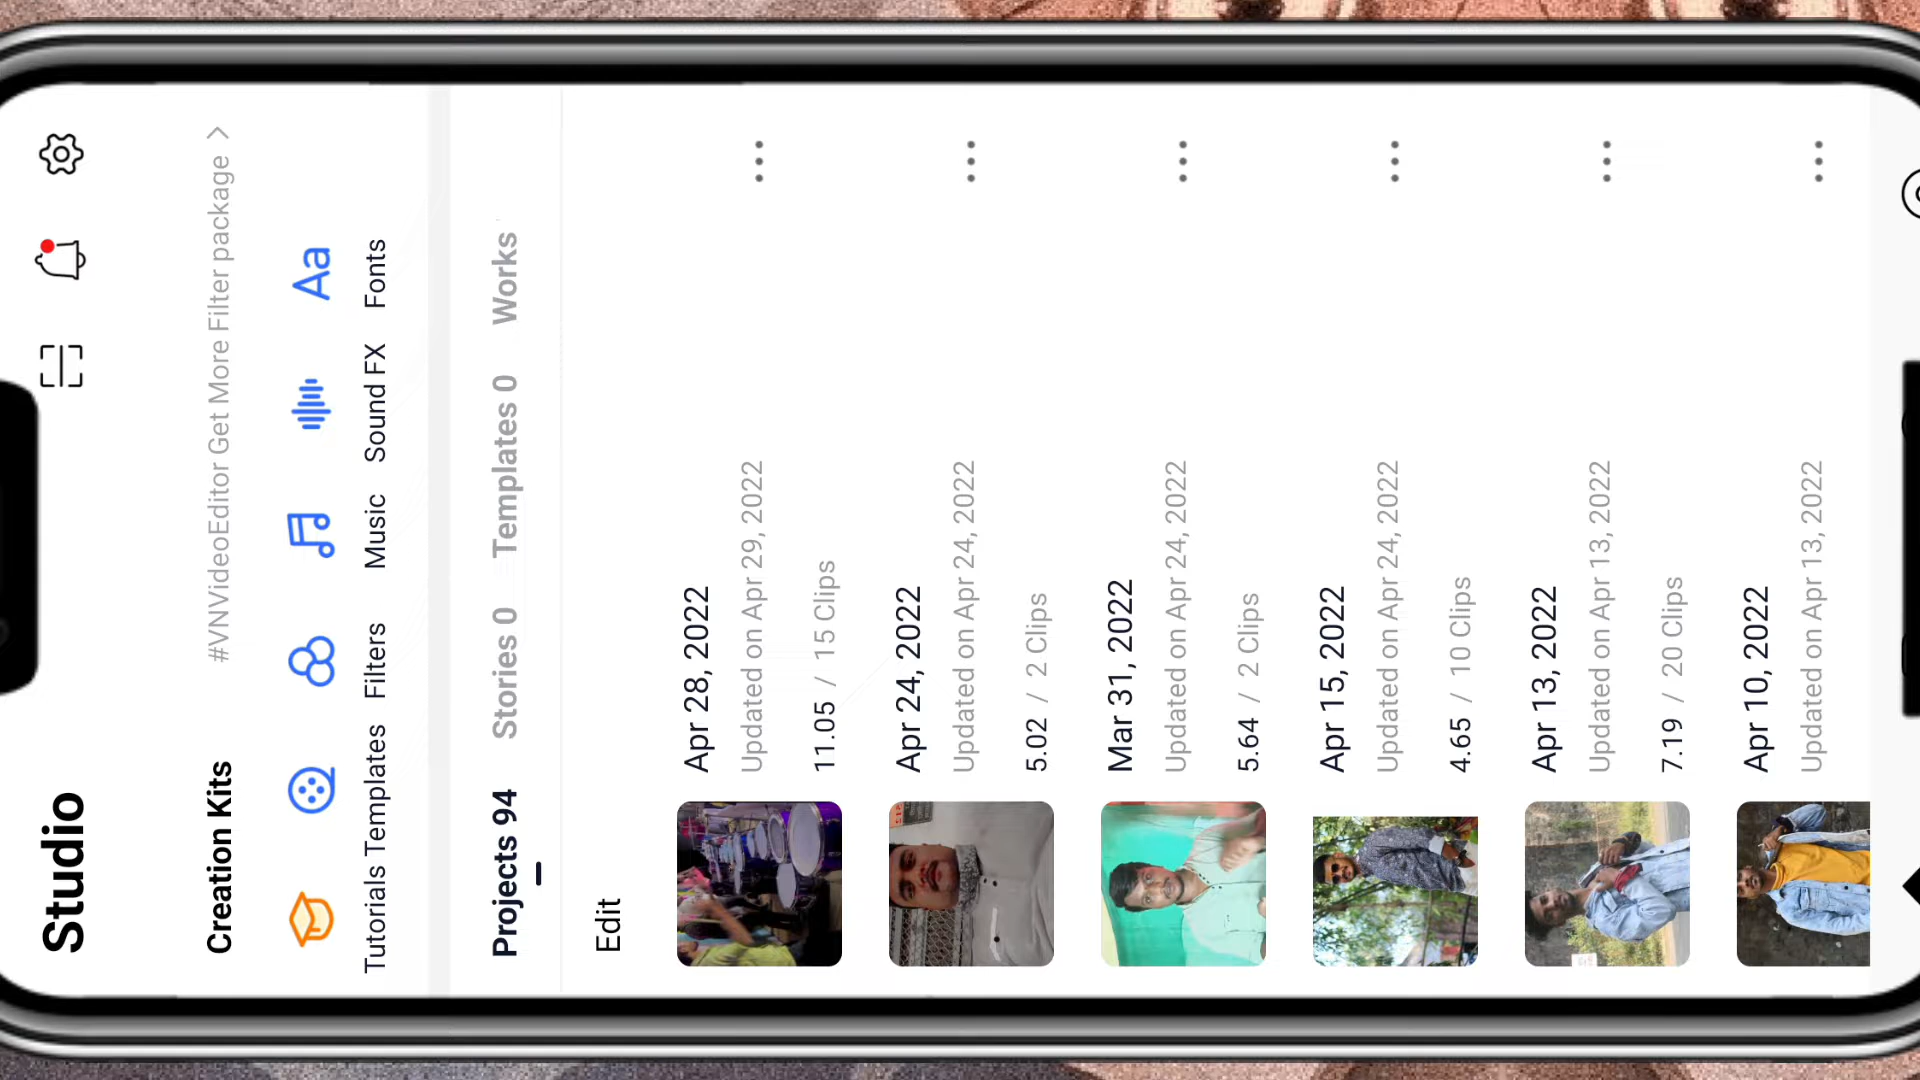 Studio
Creation Kits
#VNVideoEditor Get More Filter package >
Tutorials Templates Filters Music Sound FX Fonts
Projects 94 Stories 0 Templates 0 Works
Edit
Apr 28, 2022
Updated on Apr 29, 2022
11.05 / 15 Clips
Apr 24, 2022
Updated on Apr 24, 2022
5.02 / 2 Clips
Mar 31, 2022
Updated on Apr 24, 2022
5.64 / 2 Clips
Apr 15, 2022
Updated on Apr 24, 2022
4.65 / 10 Clips
Apr 13, 2022
Updated on Apr 13, 2022
7.19 / 20 Clips
Apr 10, 2022
Updated on Apr 13, 2022